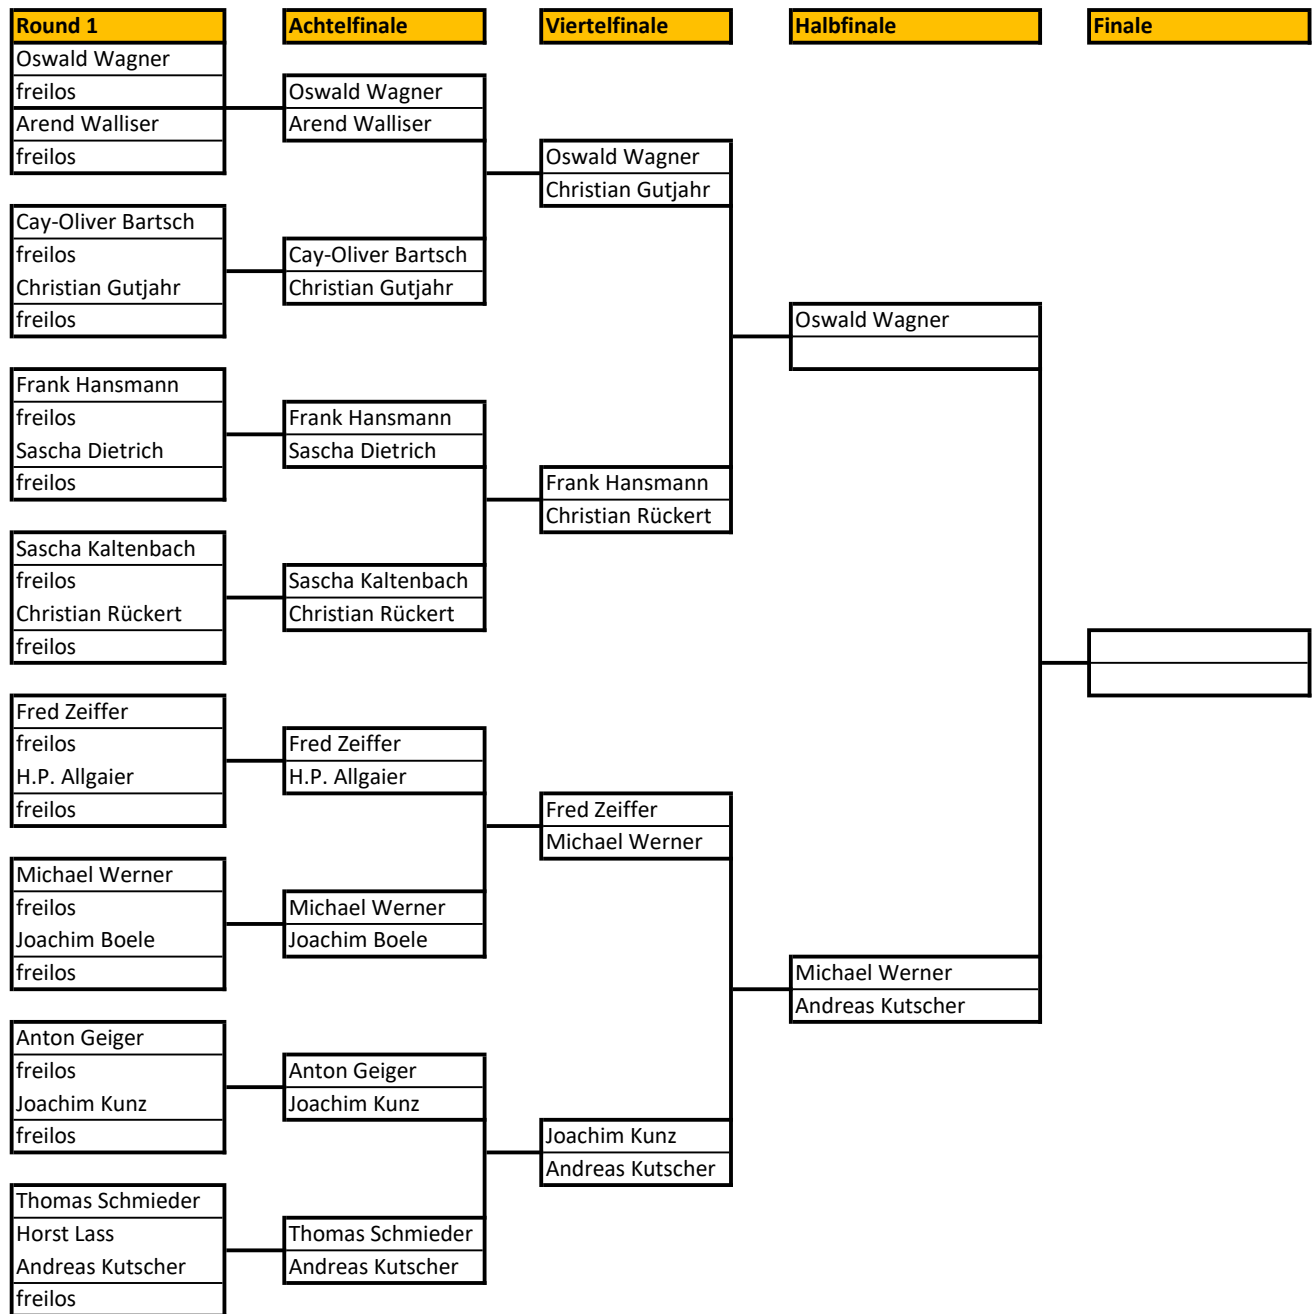 Round 1
Achtelfinale
Viertelfinale
Halbfinale
Finale
Oswald Wagner
freilos
Arend Walliser
freilos
Cay-Oliver Bartsch
freilos
Christian Gutjahr
freilos
Frank Hansmann
freilos
Sascha Dietrich
freilos
Sascha Kaltenbach
freilos
Christian Rückert
freilos
Fred Zeiffer
freilos
H.P. Allgaier
freilos
Michael Werner
freilos
Joachim Boele
freilos
Anton Geiger
freilos
Joachim Kunz
freilos
Thomas Schmieder
Horst Lass
Andreas Kutscher
freilos
Oswald Wagner
Arend Walliser
Cay-Oliver Bartsch
Christian Gutjahr
Frank Hansmann
Sascha Dietrich
Sascha Kaltenbach
Christian Rückert
Fred Zeiffer
H.P. Allgaier
Michael Werner
Joachim Boele
Anton Geiger
Joachim Kunz
Thomas Schmieder
Andreas Kutscher
Oswald Wagner
Christian Gutjahr
Frank Hansmann
Christian Rückert
Fred Zeiffer
Michael Werner
Joachim Kunz
Andreas Kutscher
Oswald Wagner
Michael Werner
Andreas Kutscher